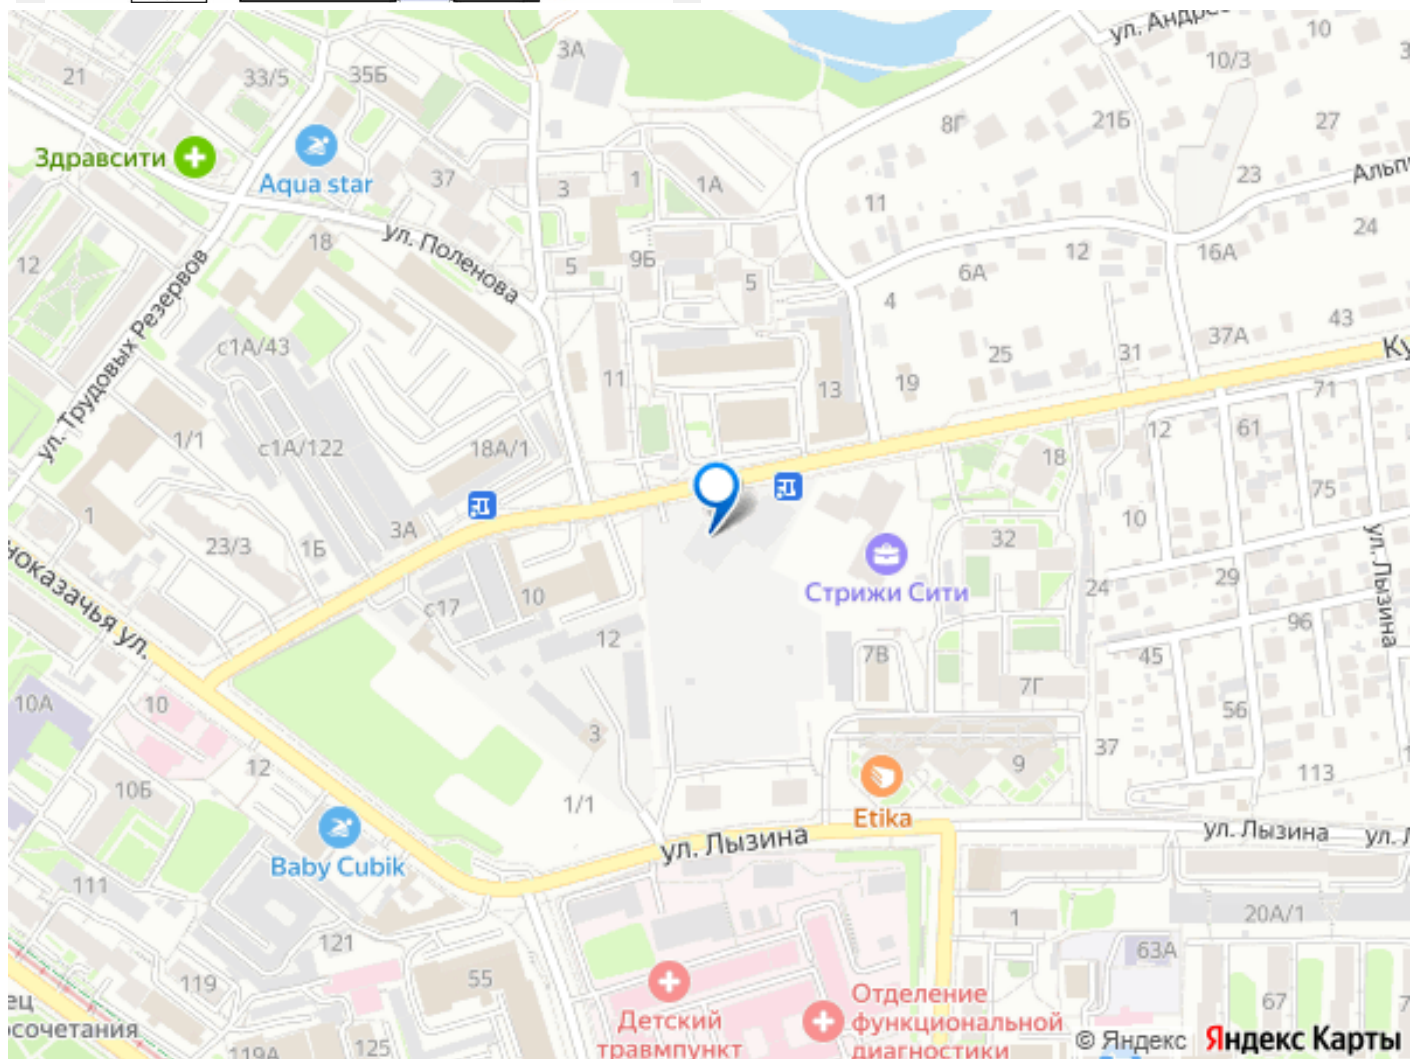 ул. Андре
10
3А
10/3
21
33/5
35Б
8Г
21Б
27
Здравсити
Aqua star
37
3
1
1А
23
Альп
11
18
ул. Поленова
12
24
12
5
9Б
5
6А
16А
ул. Трудовых Резервов
4
43
с1А/43
25
31
37А
Ку
11
13
19
71
1/1
с1А/122
18А/1
12
61
18
75
1
3А
10
23/3
1Б
32
ул. Лызина
ноказачья ул.
Стрижи Сити
24
29
с17
10
12
96
7В
45
10А
10
7Г
56
3
37
12
9
113
10Б
1/1
Etika
ул. Лызина
ул. Лызина
ул. Л
Baby Cubik
111
1
20А/1
121
63А
119
55
ец
сочетания
Отделение
функциональной
диагностики
67
7
Детский
травмпункт
119А
125
© Яндекс
Яндекс Карты